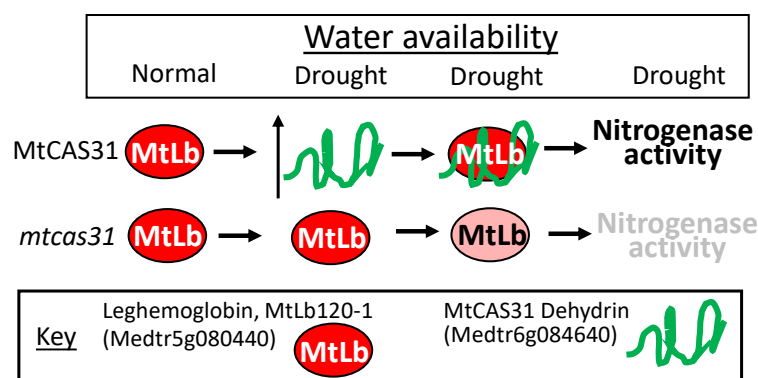 Water availability
Normal Drought Drought Drought
MtCAS31 MtLb MtLb Nitrogenase activity
mtcas31 MtLb MtLb MtLb Nitrogenase activity
Key
Leghemoglobin, MtLb120-1
(Medtr5g080440)
MtLb
MtCAS31 Dehydrin
(Medtr6g084640)